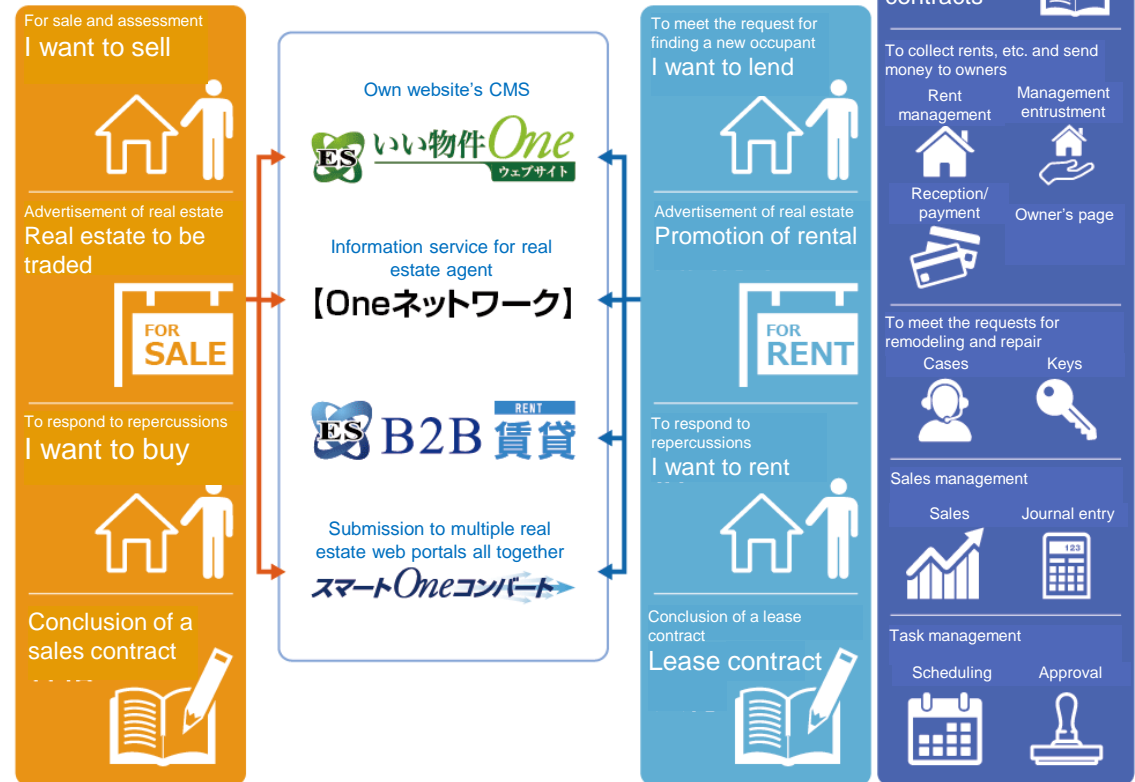 For sale and assessment
I want to sell
Advertisement of real estate
Real estate to be
traded
FOR
SALE
To respond to repercussions
I want to buy
Conclusion of a
sales contract
Own website's CMS
ES いい物件One
ウェブサイト
Information service for real
estate agent
【Oneネットワーク】
RENT
ES B2B 賃貸
Submission to multiple real
estate web portals all together
スマートOneコンバート
To meet the request for
finding a new occupant
I want to lend
Advertisement of real estate
Promotion of rental
FOR
RENT
To respond to
repercussions
I want to rent
Conclusion of a lease
contract
Lease contract
contracts
To collect rents, etc. and send
money to owners
Rent
management
Management
entrustment
Reception/
payment
Owner's page
To meet the requests for
remodeling and repair
Cases
Keys
Sales management
Sales
Journal entry
123
Task management
Scheduling
Approval